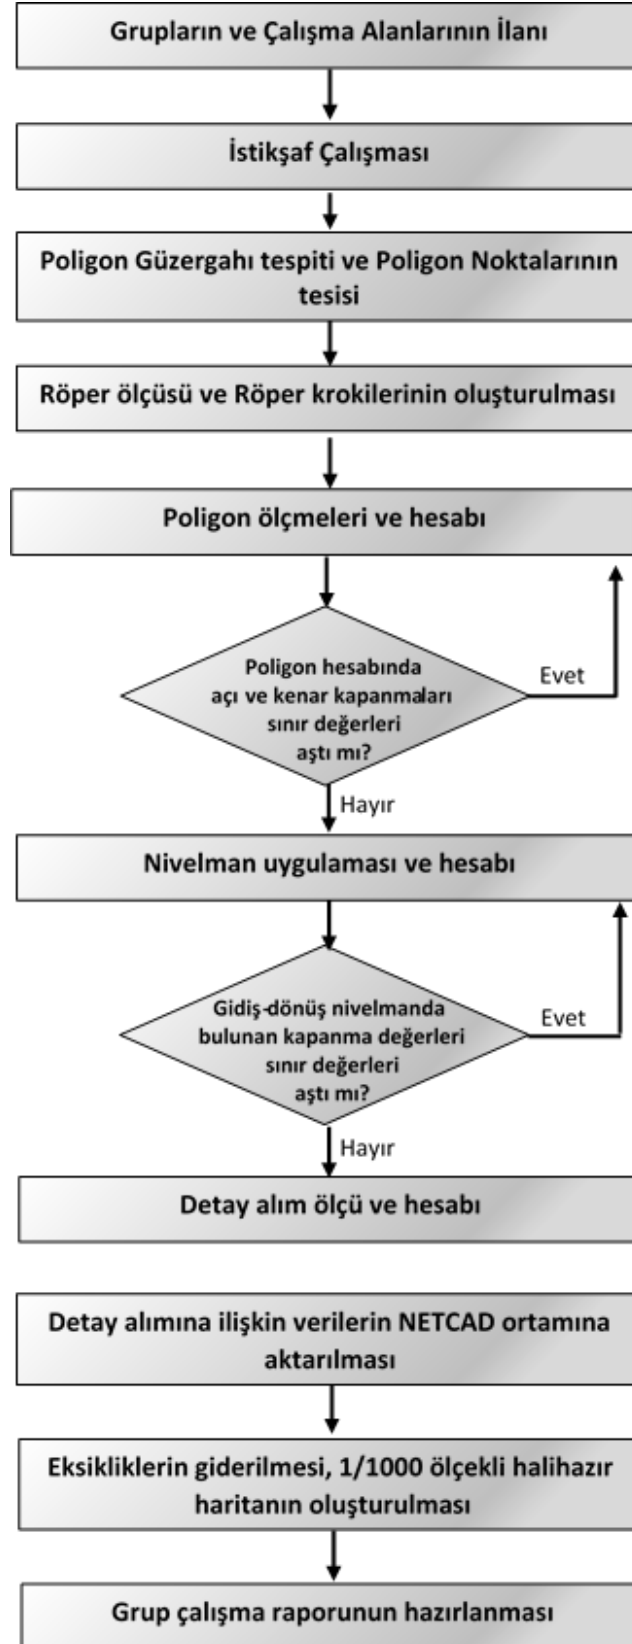 Grupların ve Çalışma Alanlarının İlanı
İstikşaf Çalışması
Poligon Güzergahı tespiti ve Poligon Noktalarının
tesisi
Röper ölçüsü ve Röper krokilerinin oluşturulması
Poligon ölçmeleri ve hesabı
Poligon hesabında
açı ve kenar kapanmaları
sınır değerleri
aştı mı?
Evet
Hayır
Nivelman uygulaması ve hesabı
Gidiş-dönüş nivelmanda
bulunan kapanma değerleri
sınır değerleri
aştı mı?
Evet
Hayır
Detay alım ölçü ve hesabı
Detay alımına ilişkin verilerin NETCAD ortamına
aktarılması
Eksikliklerin giderilmesi, 1/1000 ölçekli halihazır
haritanın oluşturulması
Grup çalışma raporunun hazırlanması